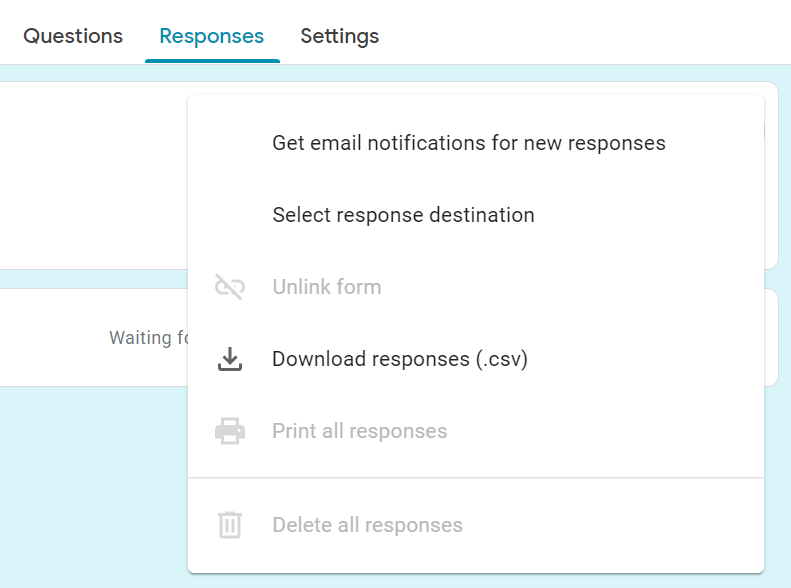 Questions Responses Settings
Get email notifications for new responses
Select response destination
Unlink form
Waiting
Download responses (.csv)
Print all responses
Delete all responses